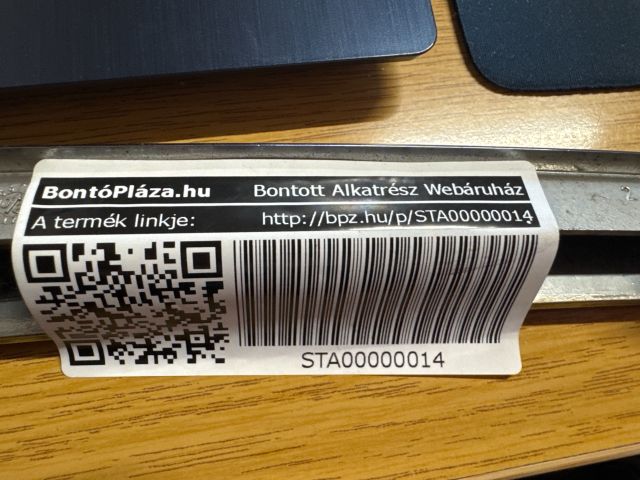 BontóPláza.hu Bontott Alkatrész Webáruház
A termék linkje: http://bpz.hu/p/STA00000014
STA00000014